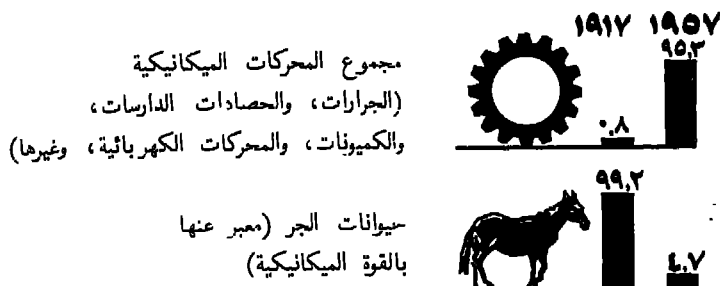 ١٩١٧ ١٩٥٧
مجموع المحركات الميكانيكية
(الجرارات، والحصادات الدارسات،
والكميونات، والمحركات الكهربائية، وغيرها)
٠,٨ ٩٥,٣
حيوانات الجر (معبر عنها
بالقوة الميكانيكية)
٩٩,٢ ٤,٧